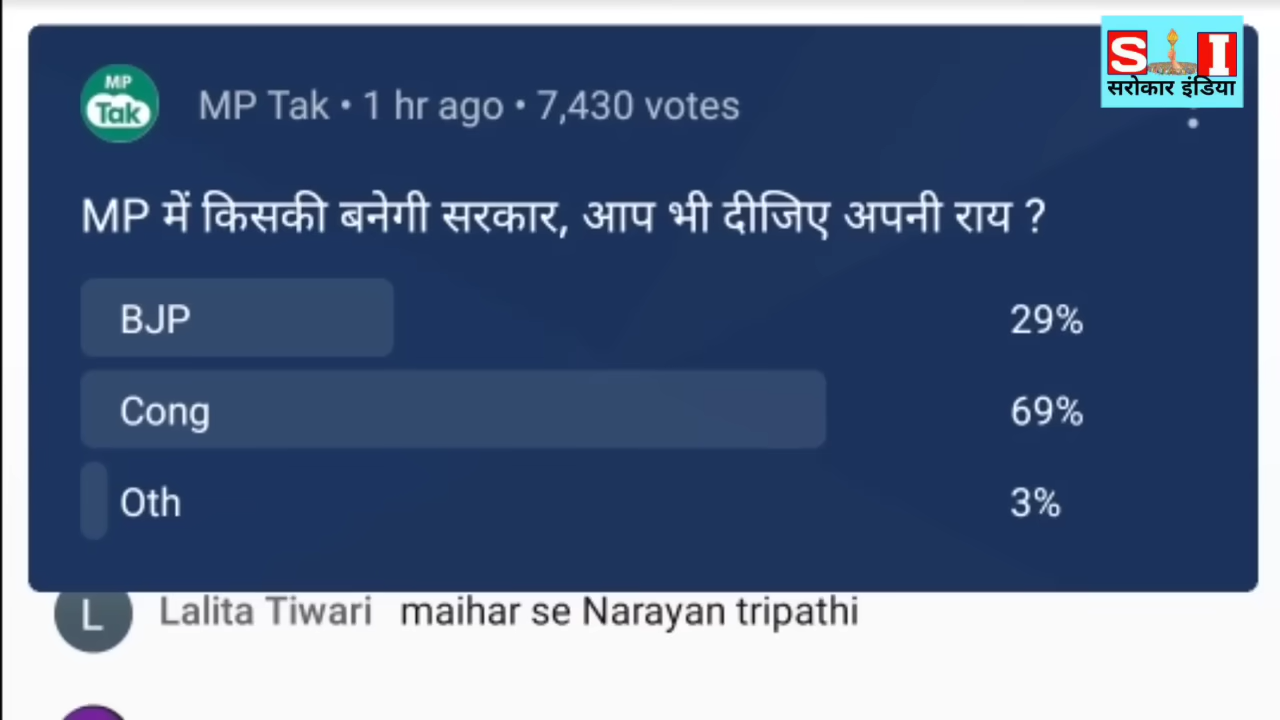 S I
सरोकार इंडिया
MP
Tak
MP Tak • 1 hr ago • 7,430 votes
MP में किसकी बनेगी सरकार, आप भी दीजिए अपनी राय ?
BJP 29%
Cong 69%
Oth 3%
L Lalita Tiwari maihar se Narayan tripathi